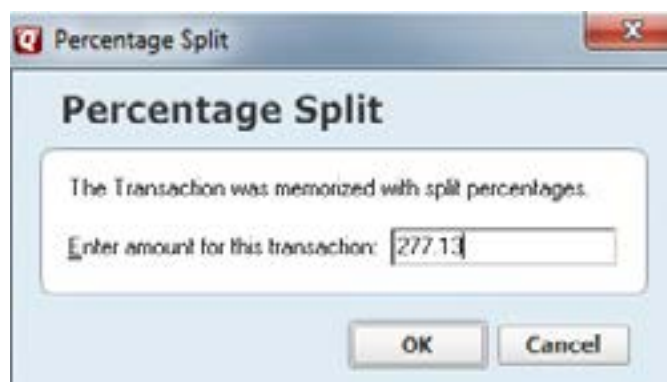 Percentage Split
Percentage Split
The Transaction was memorized with split percentages.
Enter amount for this transaction: 277.13
OK Cancel